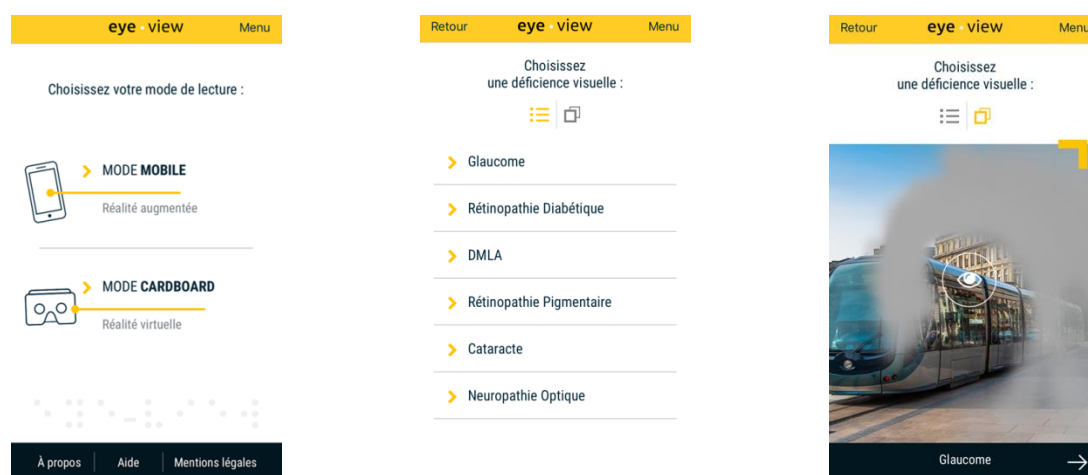 eye · view Menu
Choisissez votre mode de lecture :
MODE MOBILE
Réalité augmentée
MODE CARDBOARD
Réalité virtuelle
À propos Aide Mentions légales
Retour eye · view Menu
Choisissez
une déficience visuelle :
Glaucome
Rétinopathie Diabétique
DMLA
Rétinopathie Pigmentaire
Cataracte
Neuropathie Optique
Retour eye · view Menu
Choisissez
une déficience visuelle :
Glaucome